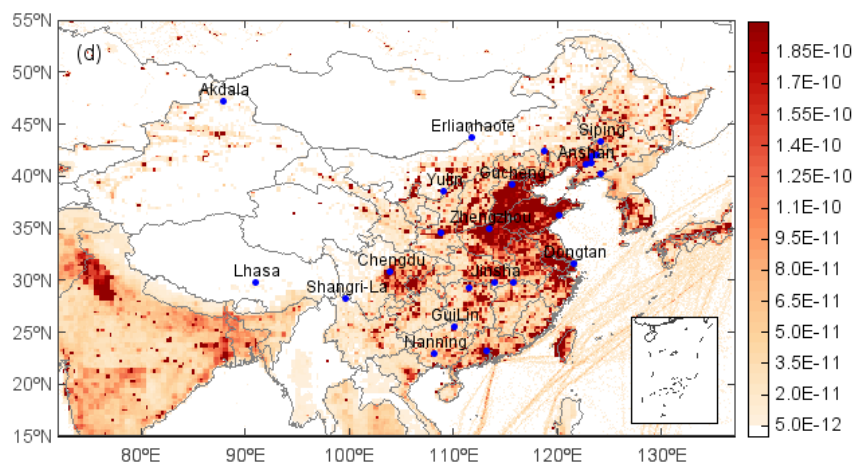 55ºN
50ºN
45ºN
40ºN
35ºN
30ºN
25ºN
20ºN
15ºN
(d)
Akdala
Erlianhaote
Siping
Anshan
Gucheng
Yulin
Zhengzhou
Dongtan
Chengdu
Jinsha
Lhasa
Shangri-La
GuiLin
Nanning
80ºE
90ºE
100ºE
110ºE
120ºE
130ºE
1.85E-10
1.70E-10
1.55E-10
1.40E-10
1.25E-10
1.1E-10
9.5E-11
8.0E-11
6.5E-11
5.0E-11
3.5E-11
2.0E-11
5.0E-12